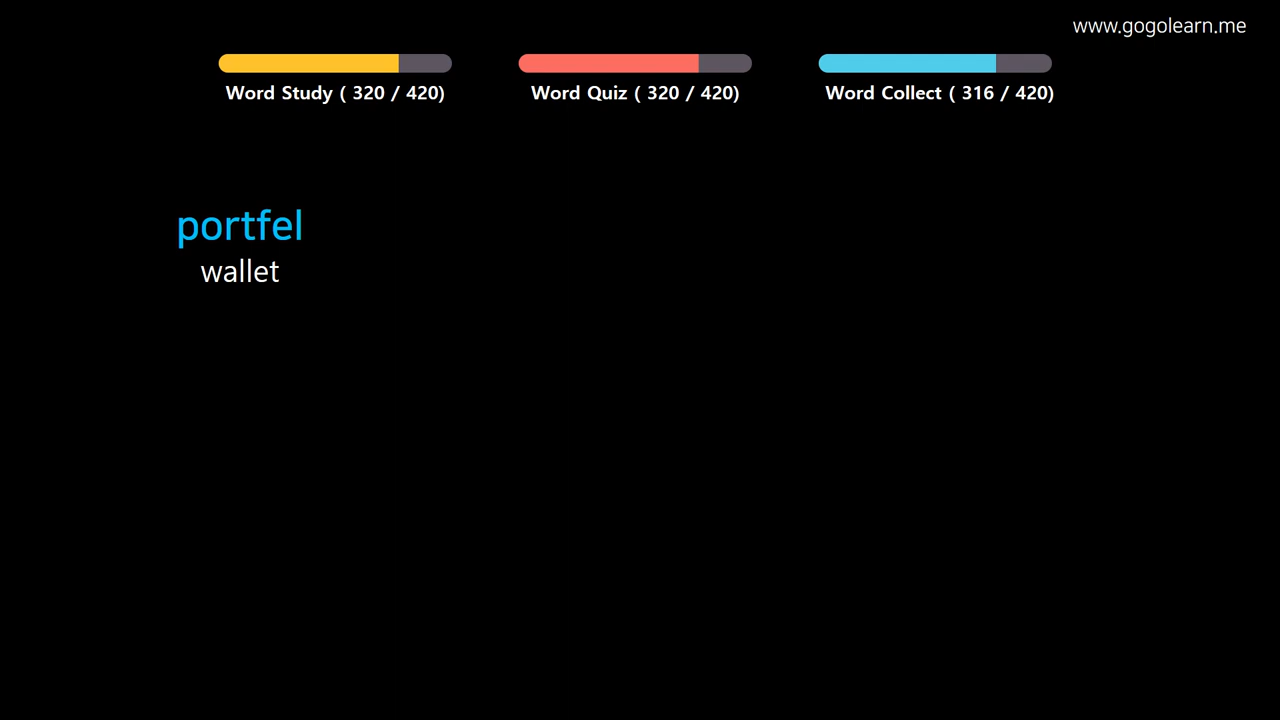 www.gogolearn.me
Word Study ( 320 / 420)
Word Quiz ( 320 / 420)
Word Collect ( 316 / 420)
portfel
wallet